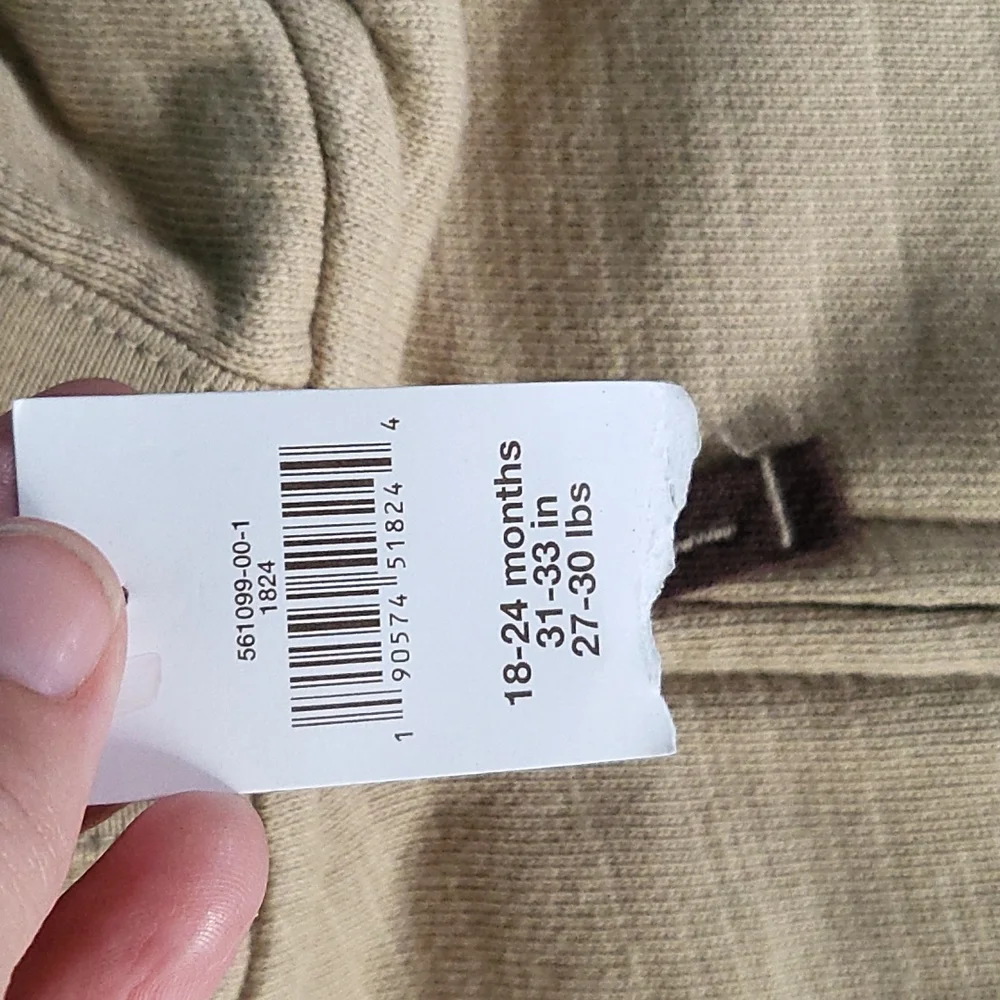 561099-00-1
1824
1 90574 51824 4
18-24 months
31-33 in
27-30 lbs